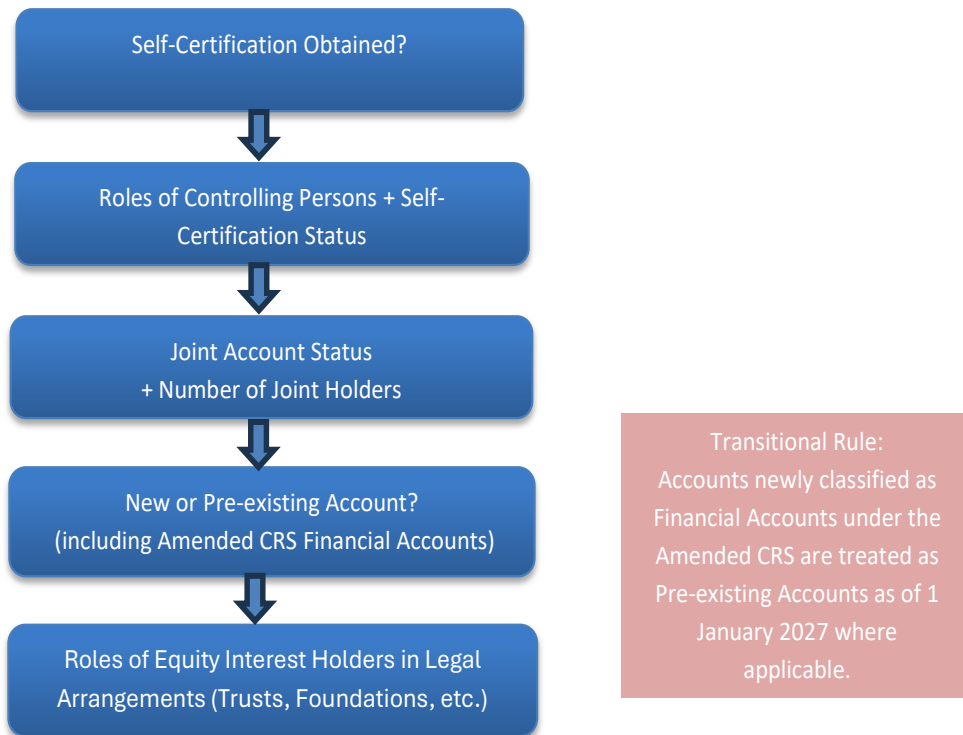 Self-Certification Obtained?
Roles of Controlling Persons + Self-
Certification Status
Joint Account Status
+ Number of Joint Holders
New or Pre-existing Account?
(including Amended CRS Financial Accounts)
Roles of Equity Interest Holders in Legal
Arrangements (Trusts, Foundations, etc.)
Transitional Rule:
Accounts newly classified as
Financial Accounts under the
Amended CRS are treated as
Pre-existing Accounts as of 1
January 2027 where
applicable.